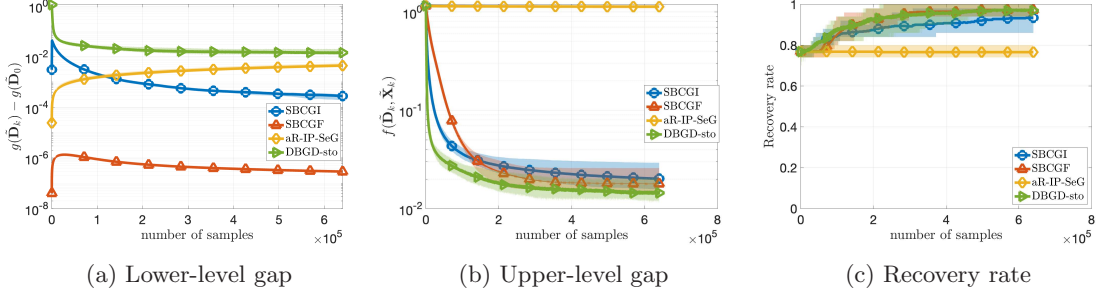 10^0
10^-2
10^-4
10^-6
10^-8
g(D̃_k) − g(D̃_0)
0 1 2 3 4 5 6
×10^5
number of samples
SBCGI
SBCGF
aR-IP-SeG
DBGD-sto
(a) Lower-level gap
10^0
10^-1
10^-2
f(D̃_k, X̃_k)
0 2 4 6 8
×10^5
number of samples
SBCGI
SBCGF
aR-IP-SeG
DBGD-sto
(b) Upper-level gap
1
0.8
0.6
0.4
0.2
0
Recovery rate
0 2 4 6 8
×10^5
number of samples
SBCGI
SBCGF
aR-IP-SeG
DBGD-sto
(c) Recovery rate